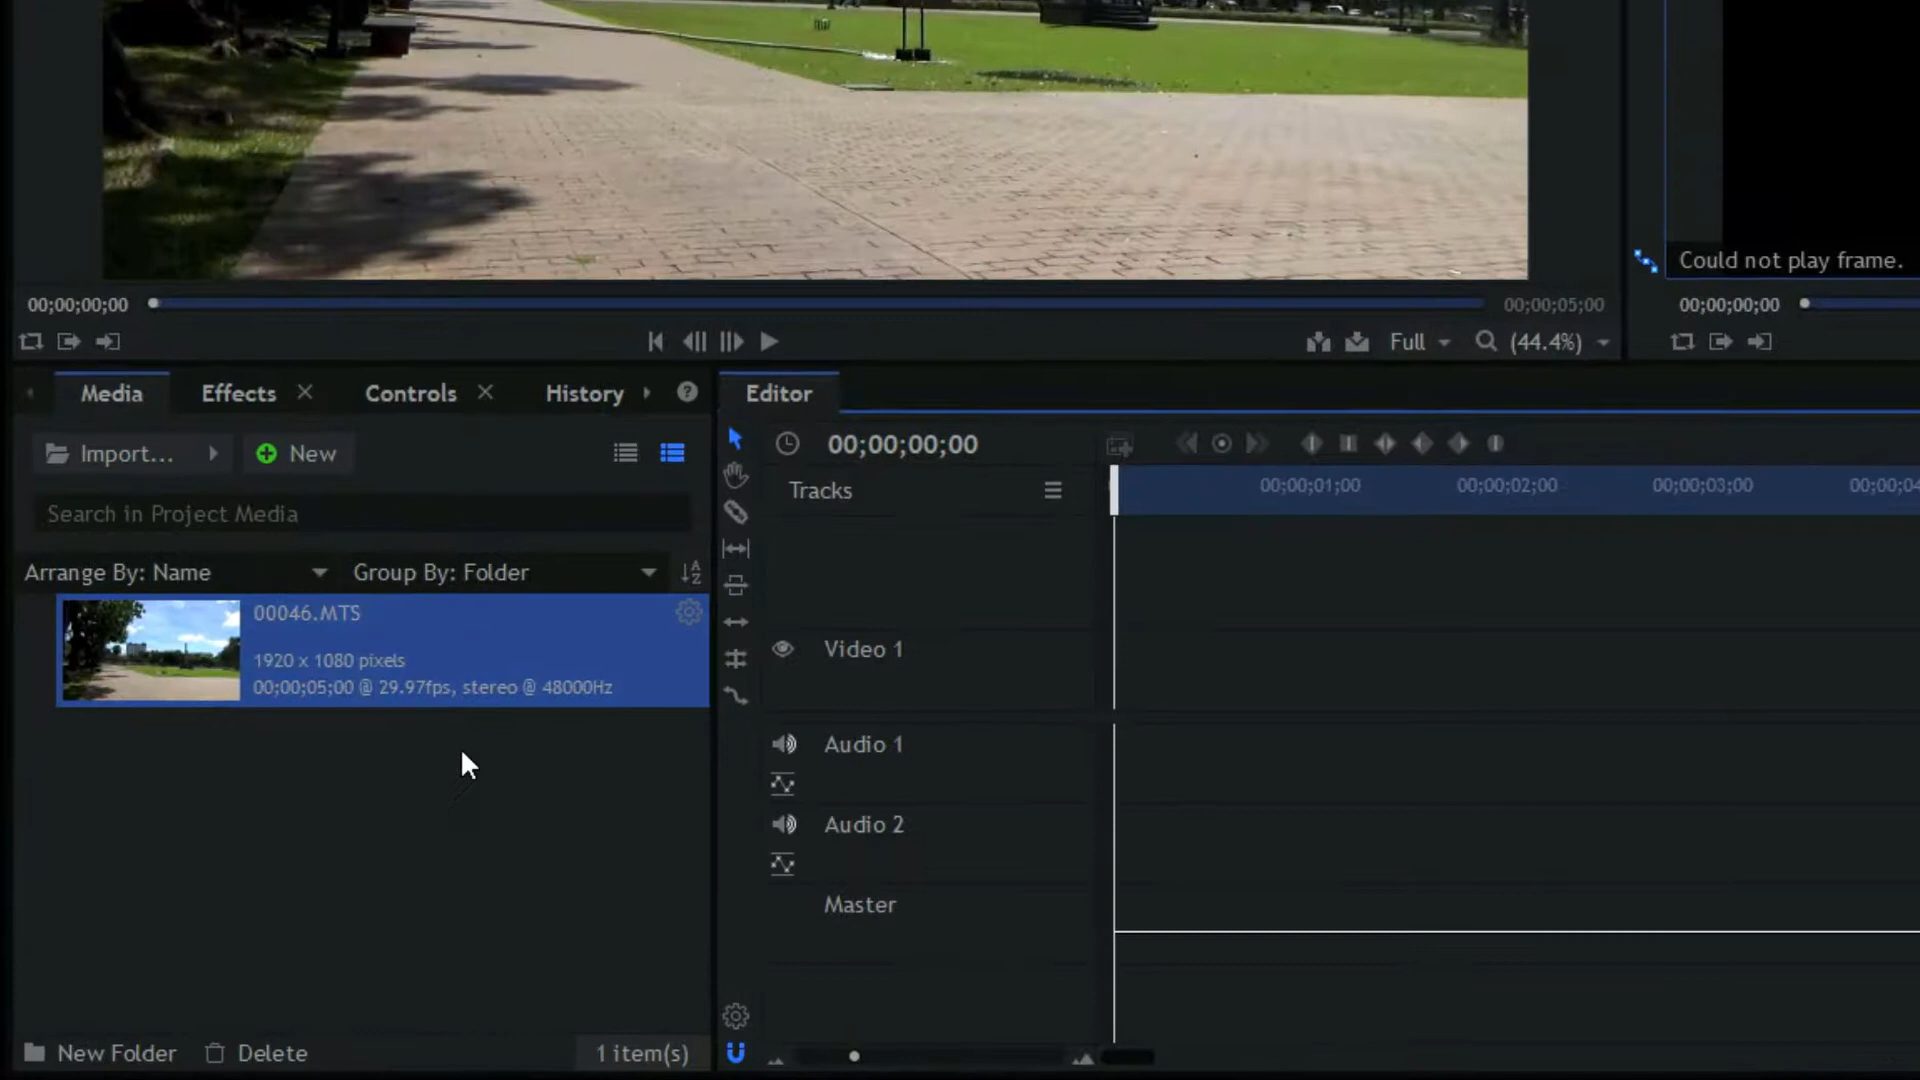 Could not play frame.
00;00;00;00
00;00;05;00
00;00;00;00
Full
(44.4%)
Media
Effects
Controls
History
Editor
Import...
New
00;00;00;00
Search in Project Media
Tracks
00;00;01;00
00;00;02;00
00;00;03;00
00;00;04
Arrange By: Name
Group By: Folder
00046.MTS
1920 x 1080 pixels
00;00;05;00 @ 29.97fps, stereo @ 48000Hz
Video 1
Audio 1
Audio 2
Master
New Folder
Delete
1 item(s)